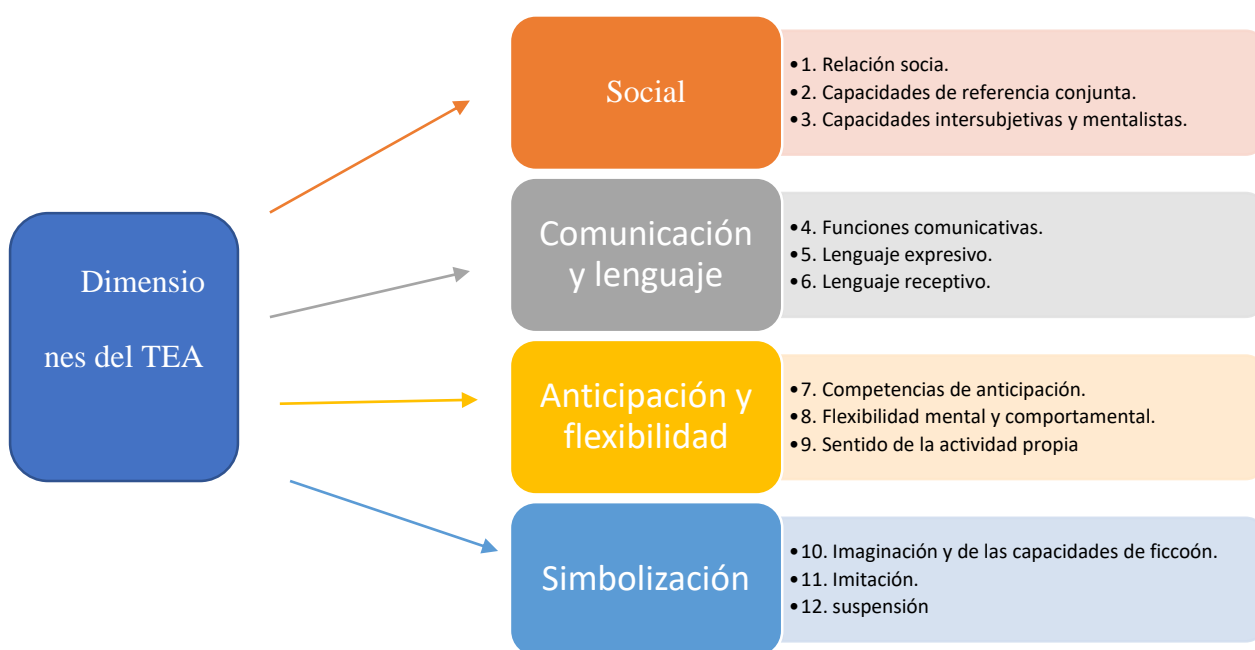 Dimensio
nes del TEA
Social
•1. Relación socia.
•2. Capacidades de referencia conjunta.
•3. Capacidades intersubjetivas y mentalistas.
Comunicación
y lenguaje
•4. Funciones comunicativas.
•5. Lenguaje expresivo.
•6. Lenguaje receptivo.
Anticipación y
flexibilidad
•7. Competencias de anticipación.
•8. Flexibilidad mental y comportamental.
•9. Sentido de la actividad propia
Simbolización
•10. Imaginación y de las capacidades de ficcoón.
•11. Imitación.
•12. suspensión